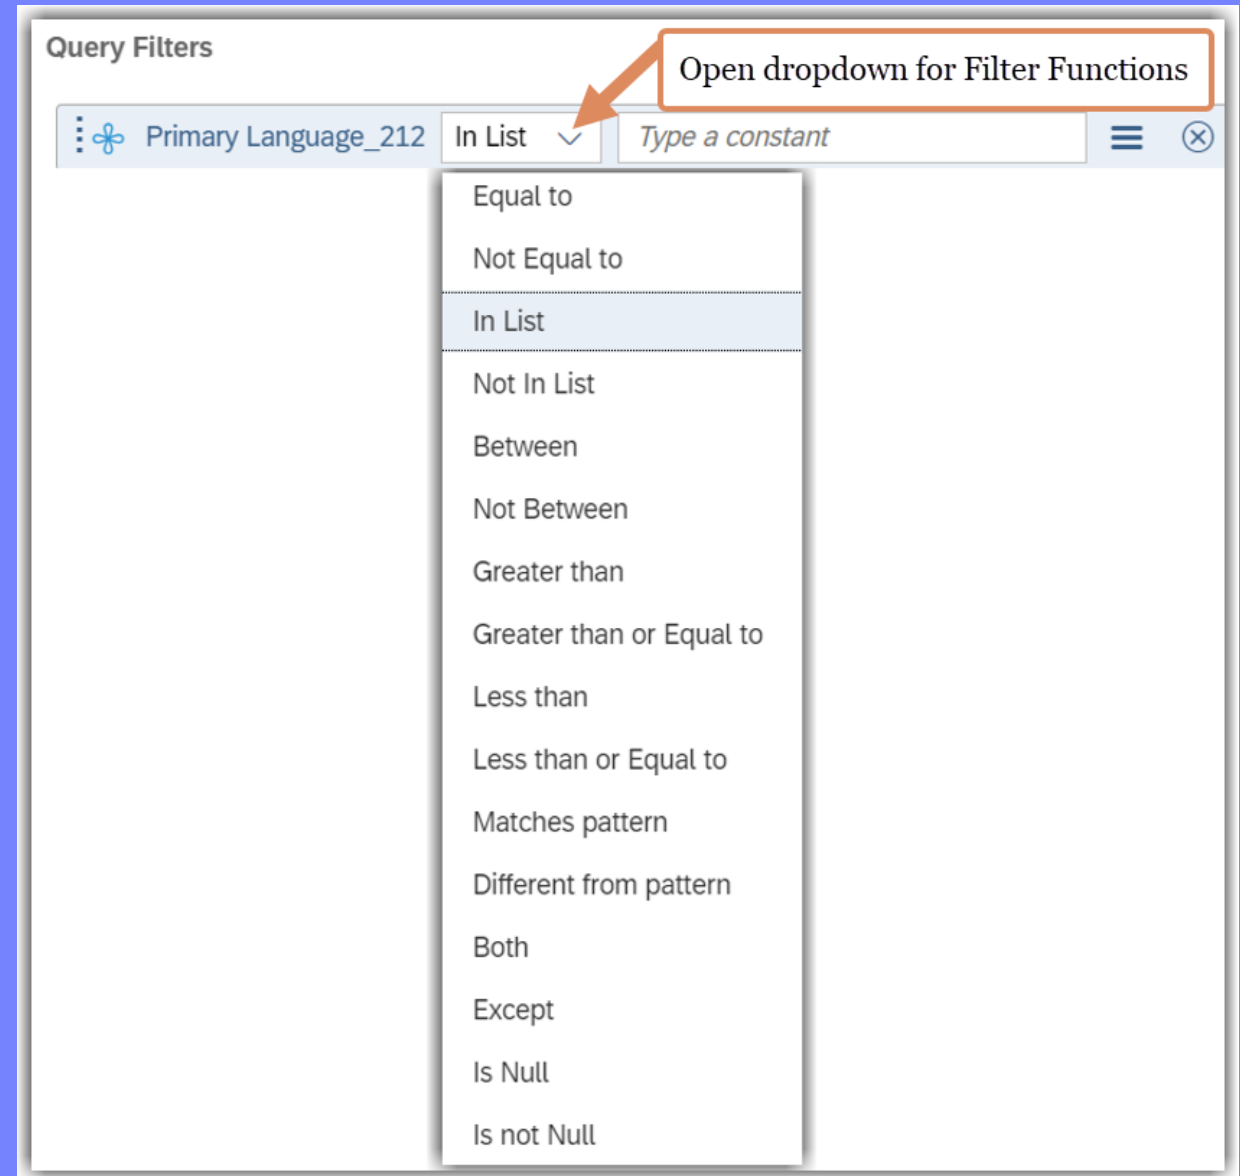 Query Filters
Open dropdown for Filter Functions
Primary Language_212 In List Type a constant
Equal to
Not Equal to
In List
Not In List
Between
Not Between
Greater than
Greater than or Equal to
Less than
Less than or Equal to
Matches pattern
Different from pattern
Both
Except
Is Null
Is not Null